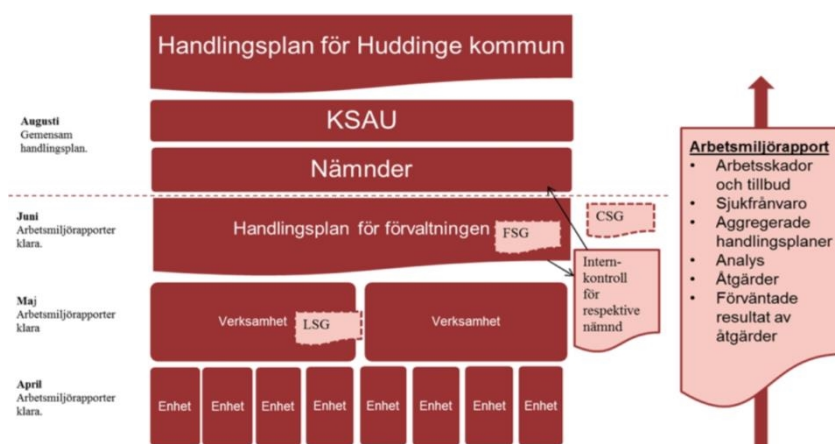 Handlingsplan för Huddinge kommun
Augusti
Gemensam
handlingsplan.
KSAU
Nämnder
Juni
Arbetsmiljörapporter
klara.
Handlingsplan för förvaltningen
FSG
CSG
Intern-
kontroll
för
respektive
nämnd
Maj
Arbetsmiljörapporter
klara
Verksamhet
LSG
Verksamhet
April
Arbetsmiljörapporter
klara.
Enhet
Enhet
Enhet
Enhet
Enhet
Enhet
Enhet
Enhet
Arbetsmiljörapport
• Arbetsskador
och tillbud
• Sjukfrånvaro
• Aggregerade
handlingsplaner
• Analys
• Åtgärder
• Förväntade
resultat av
åtgärder